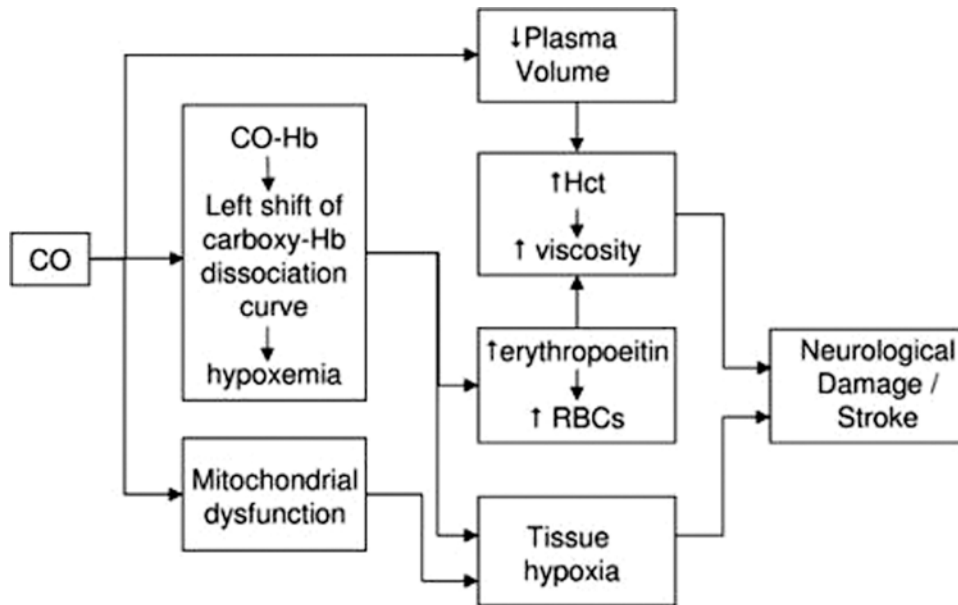 CO
CO-Hb
Left shift of
carboxy-Hb
dissociation
curve
hypoxemia
Mitochondrial
dysfunction
↓Plasma
Volume
↑Hct
↑ viscosity
↑erythropoeitin
↑ RBCs
Tissue
hypoxia
Neurological
Damage /
Stroke